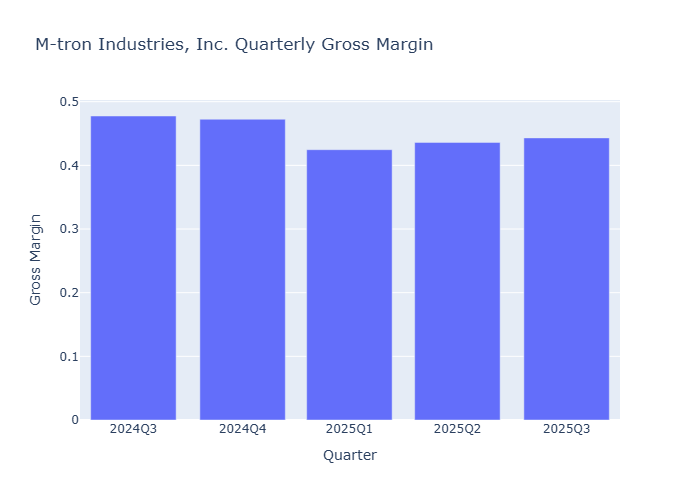 M-tron Industries, Inc. Quarterly Gross Margin
0.5
0.4
0.3
0.2
0.1
0
Gross Margin
2024Q3 2024Q4 2025Q1 2025Q2 2025Q3
Quarter